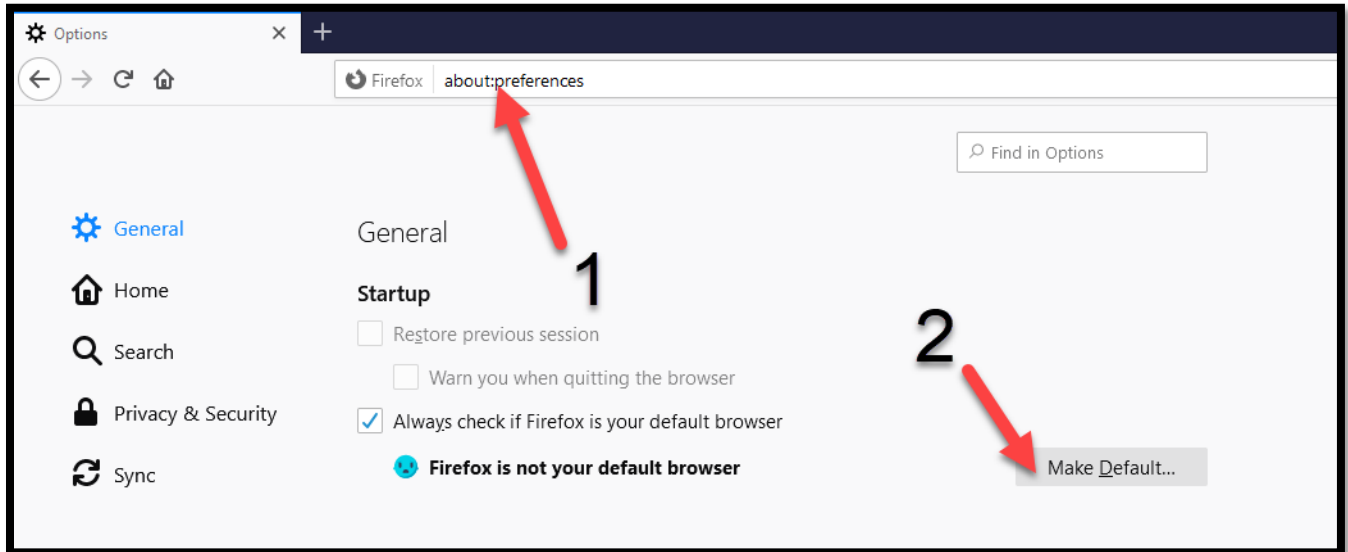 Options
Firefox about:preferences
Find in Options
General
General
1
Home
Startup
Restore previous session
2
Search
Warn you when quitting the browser
Privacy & Security
Always check if Firefox is your default browser
Firefox is not your default browser
Make Default...
Sync